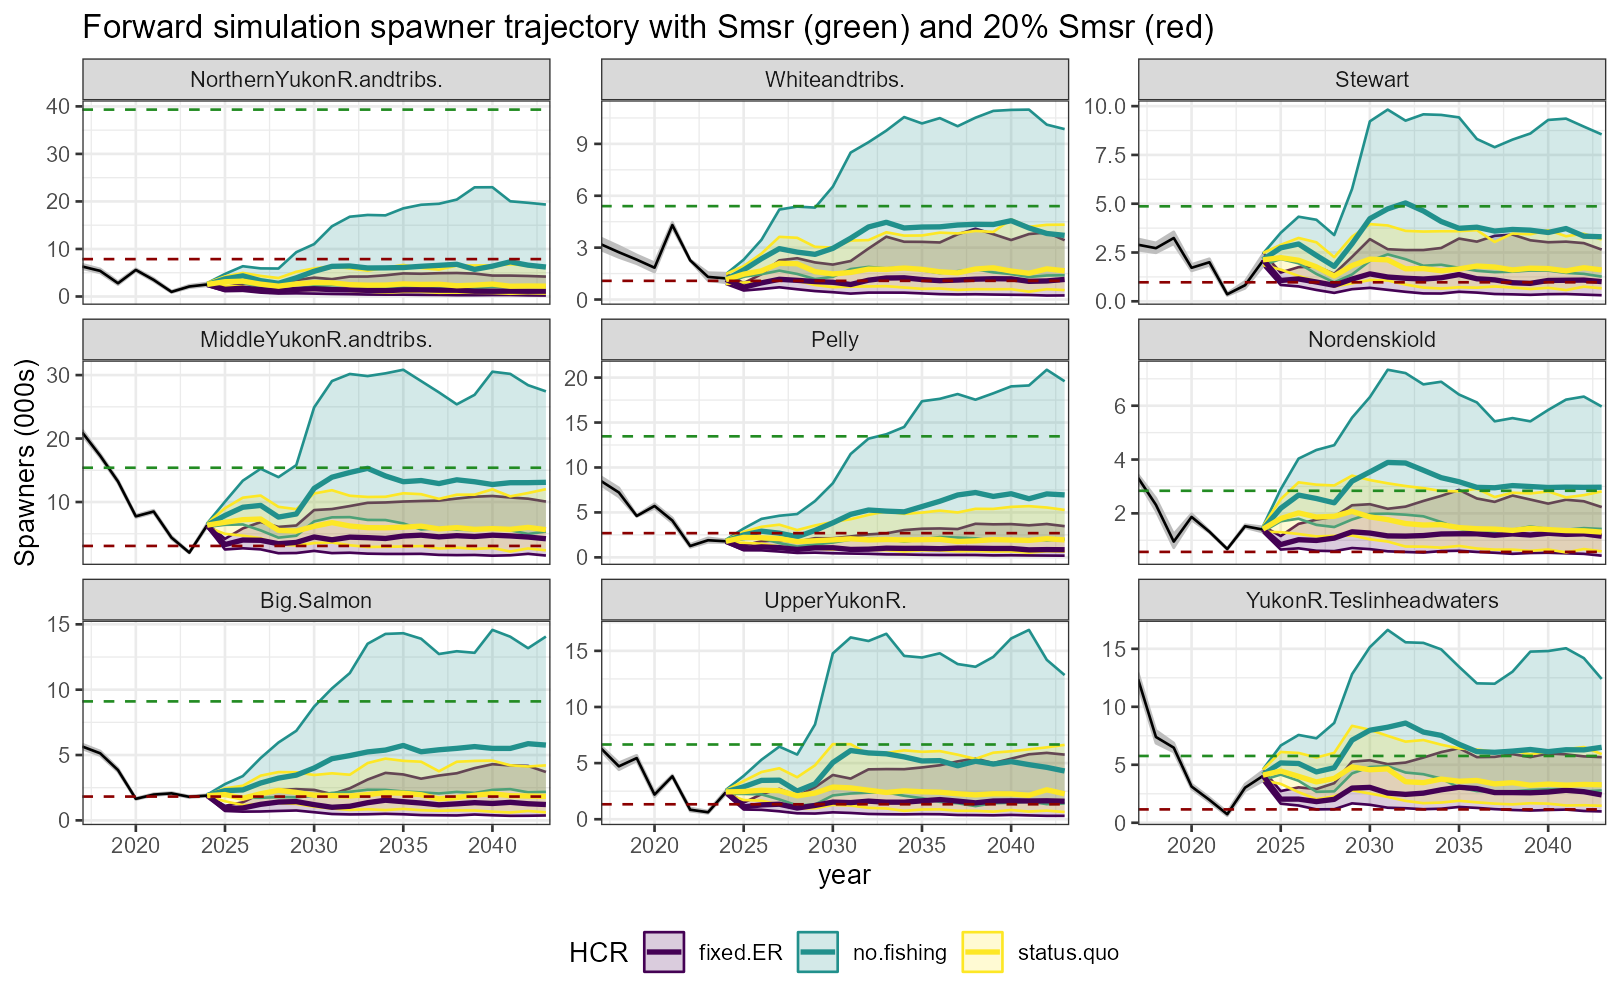 Forward simulation spawner trajectory with Smsr (green) and 20% Smsr (red)
NorthernYukonR.andtribs. Whiteandtribs. Stewart
40 30 20 10 0
9 6 3 0
10.0 7.5 5.0 2.5 0.0
MiddleYukonR.andtribs. Pelly Nordenskiold
30 20 10
20 15 10 5 0
6 4 2
Big.Salmon UpperYukonR. YukonR.Teslinheadwaters
15 10 5 0
15 10 5 0
15 10 5 0
Spawners (000s)
2020 2025 2030 2035 2040 2020 2025 2030 2035 2040 2020 2025 2030 2035 2040
year
HCR fixed.ER no.fishing status.quo